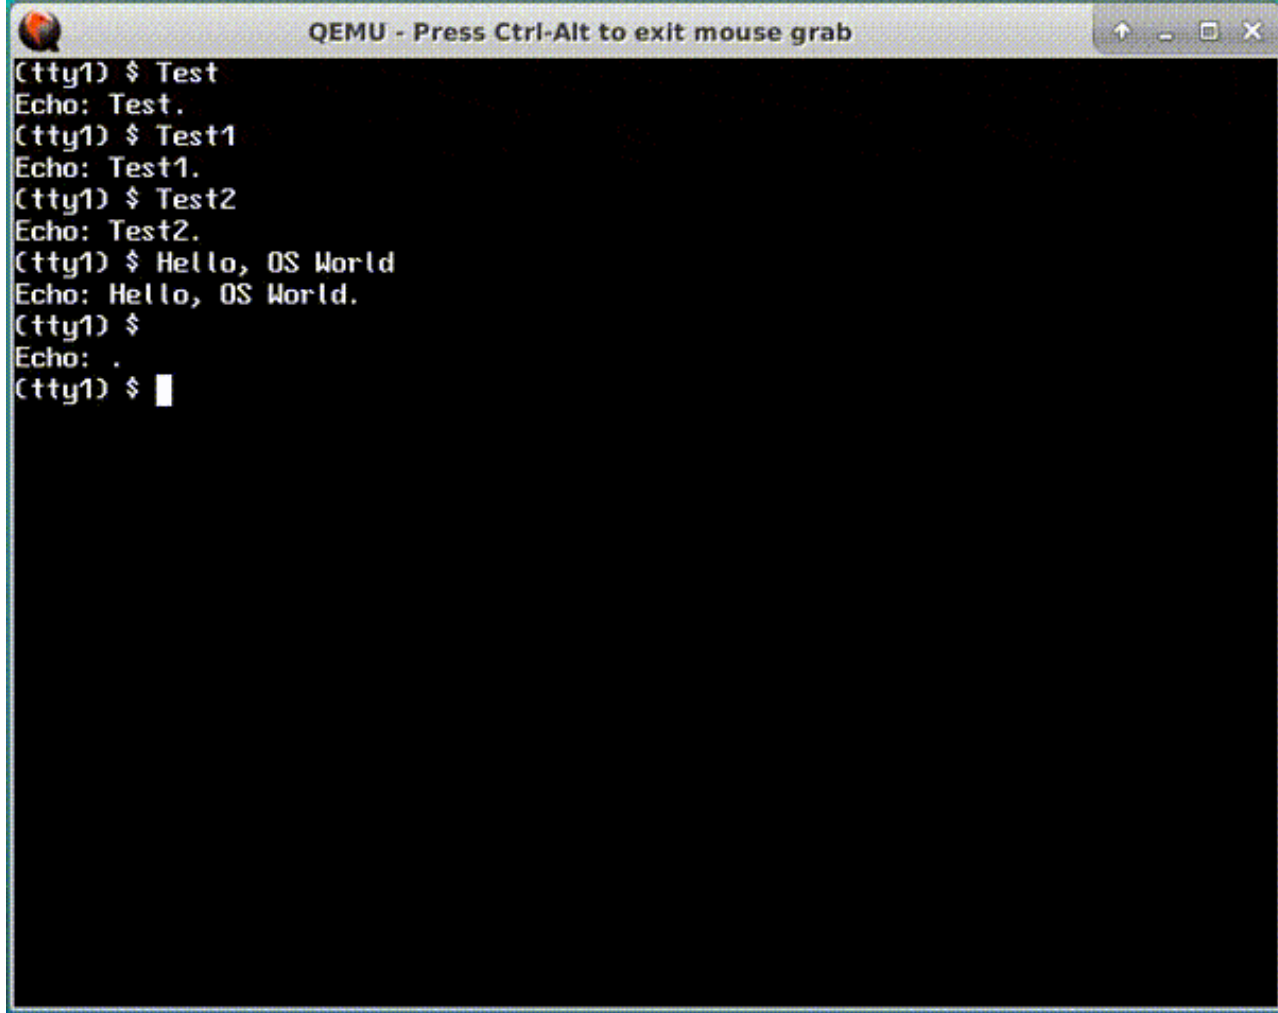 QEMU - Press Ctrl-Alt to exit mouse grab
(tty1) $ Test
Echo: Test.
(tty1) $ Test1
Echo: Test1.
(tty1) $ Test2
Echo: Test2.
(tty1) $ Hello, OS World
Echo: Hello, OS World.
(tty1) $
Echo: .
(tty1) $